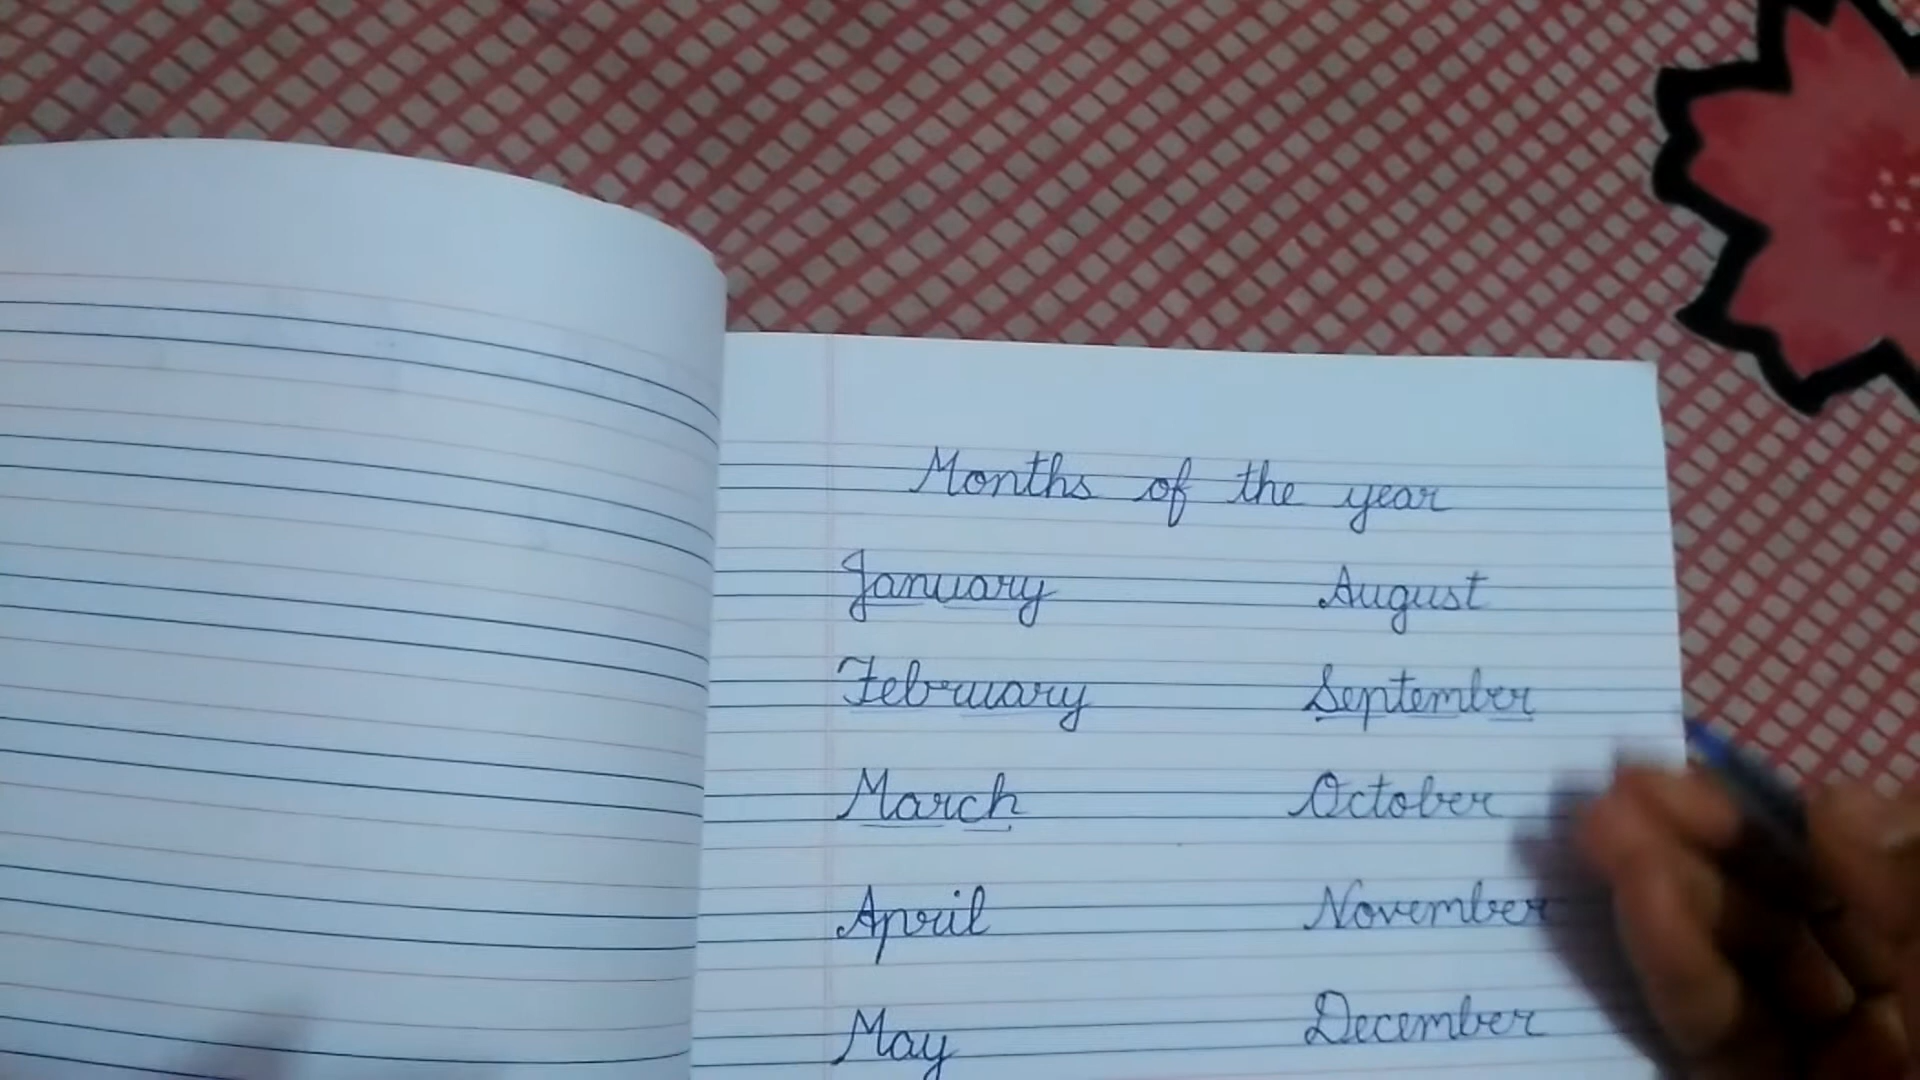 Months of the year
January August
February September
March October
April November
May December